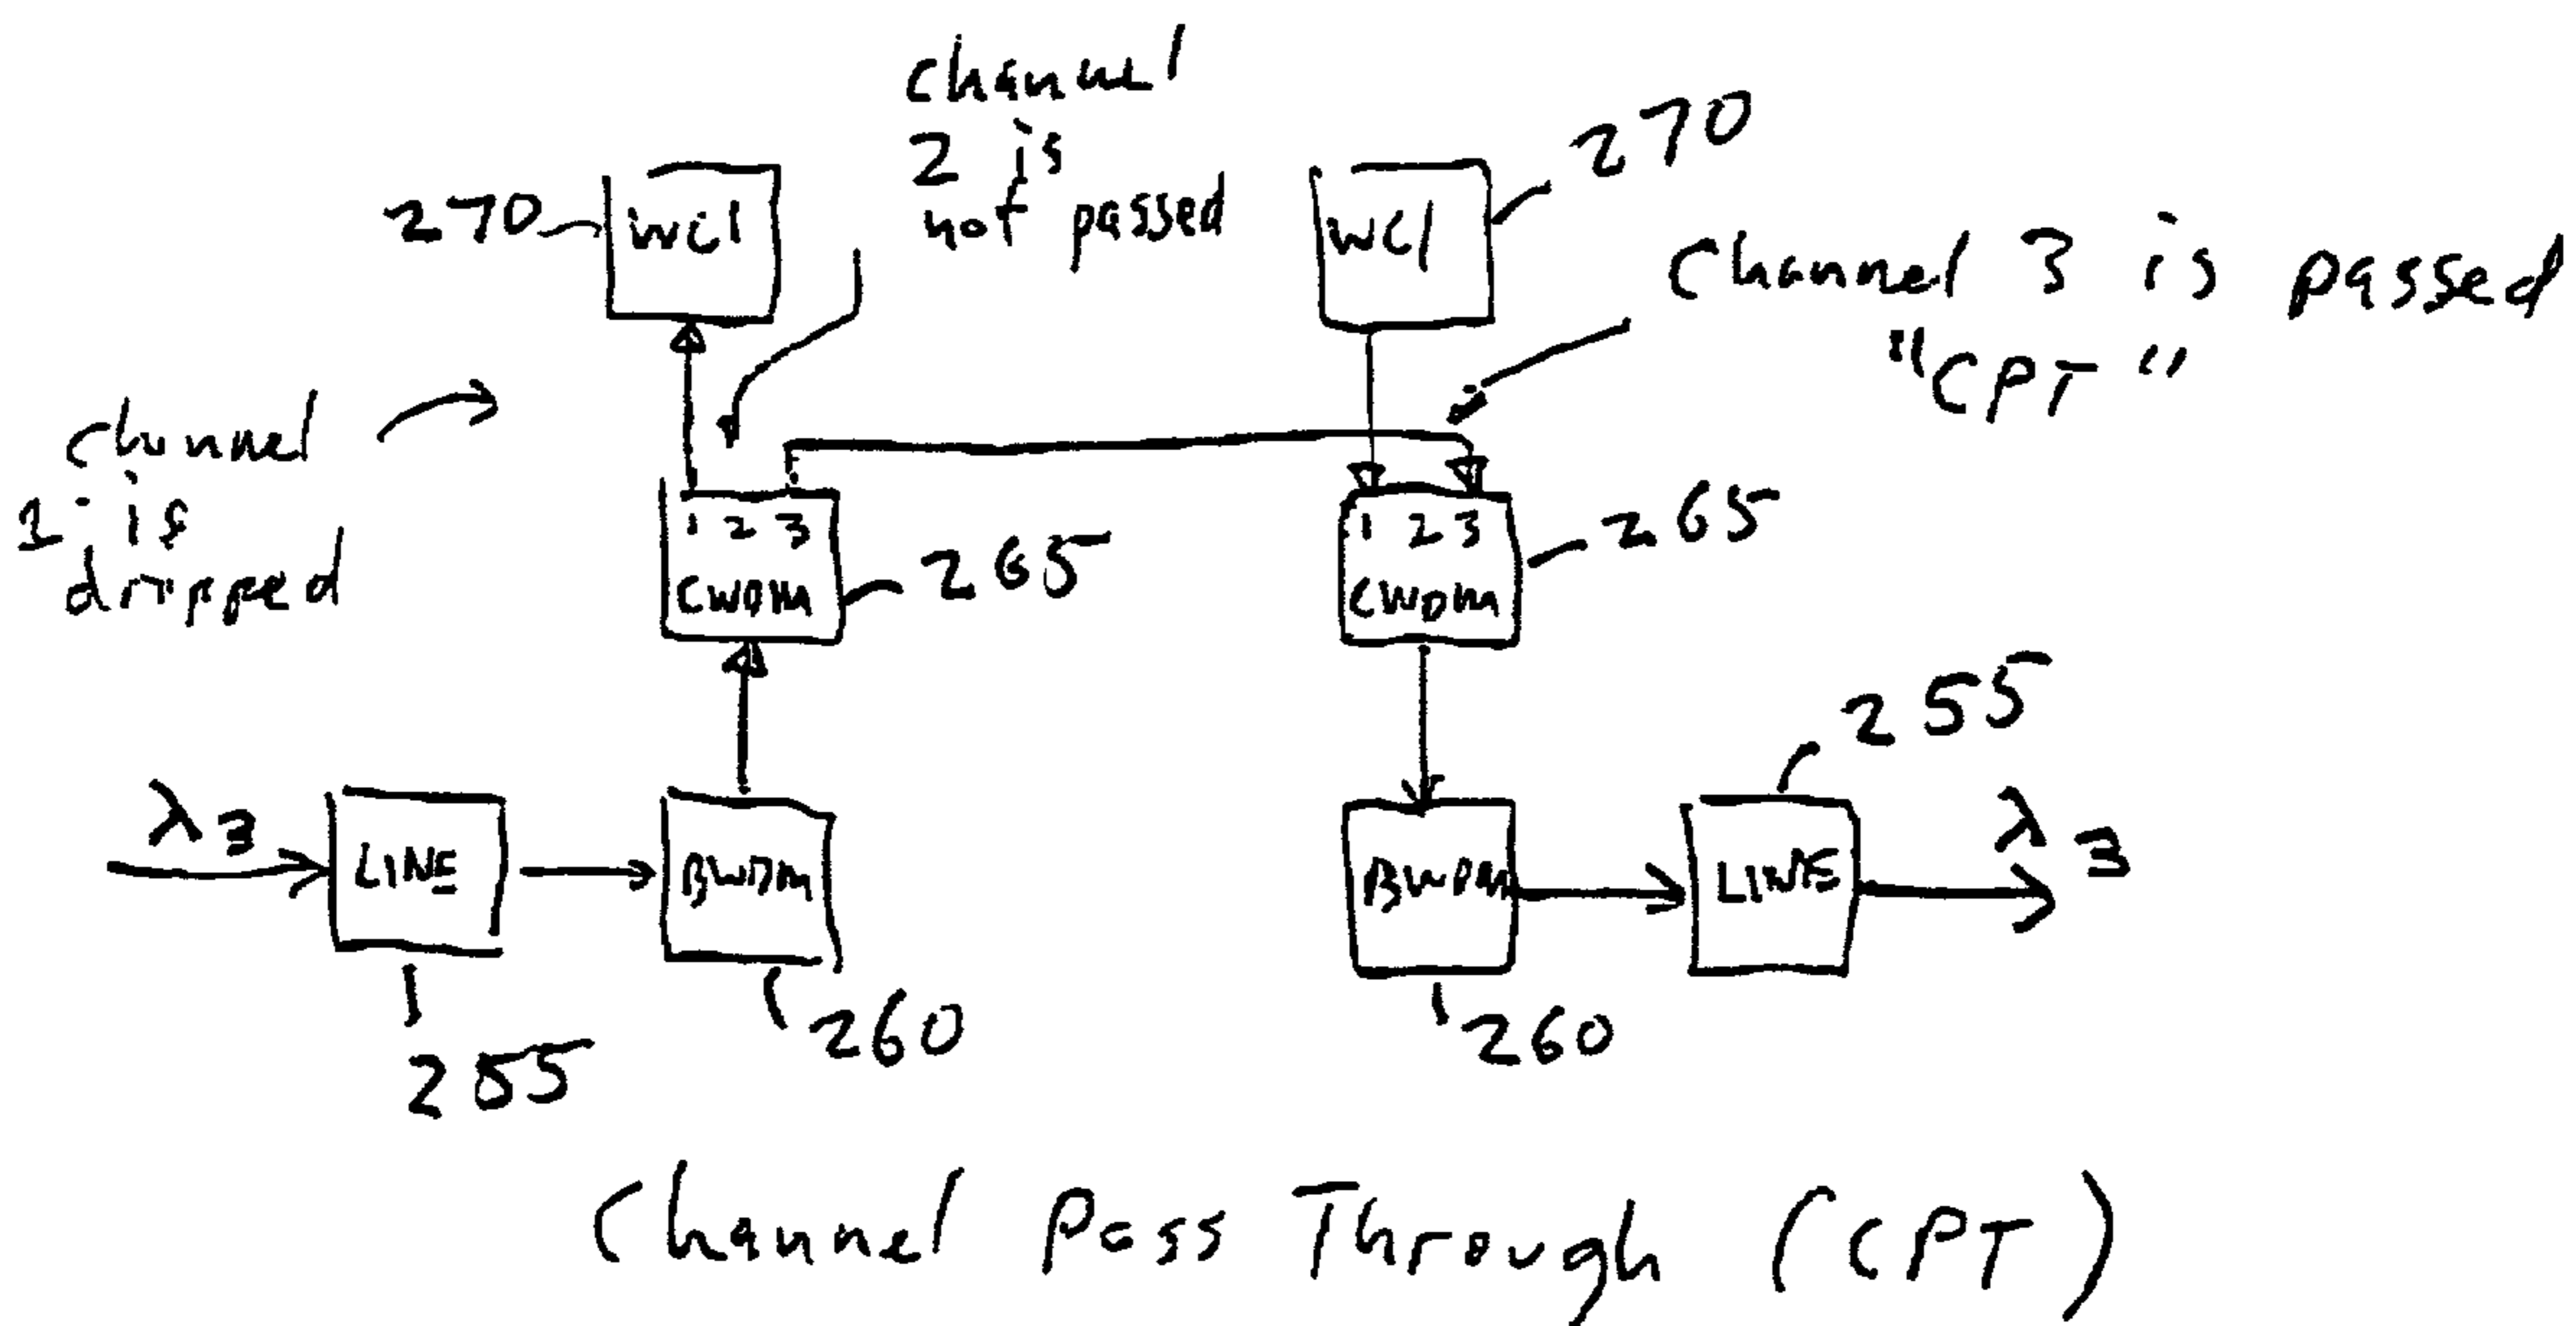 channel
2 is
not passed
270
WCI
WCI
270
Channel 3 is passed
"CPT"
channel
1 is
dropped
1 2 3
CWDM
265
1 2 3
CWDM
265
λ3
LINE
BWDM
BWDM
LINE
255
λ3
255
260
260
Channel Pass Through (CPT)